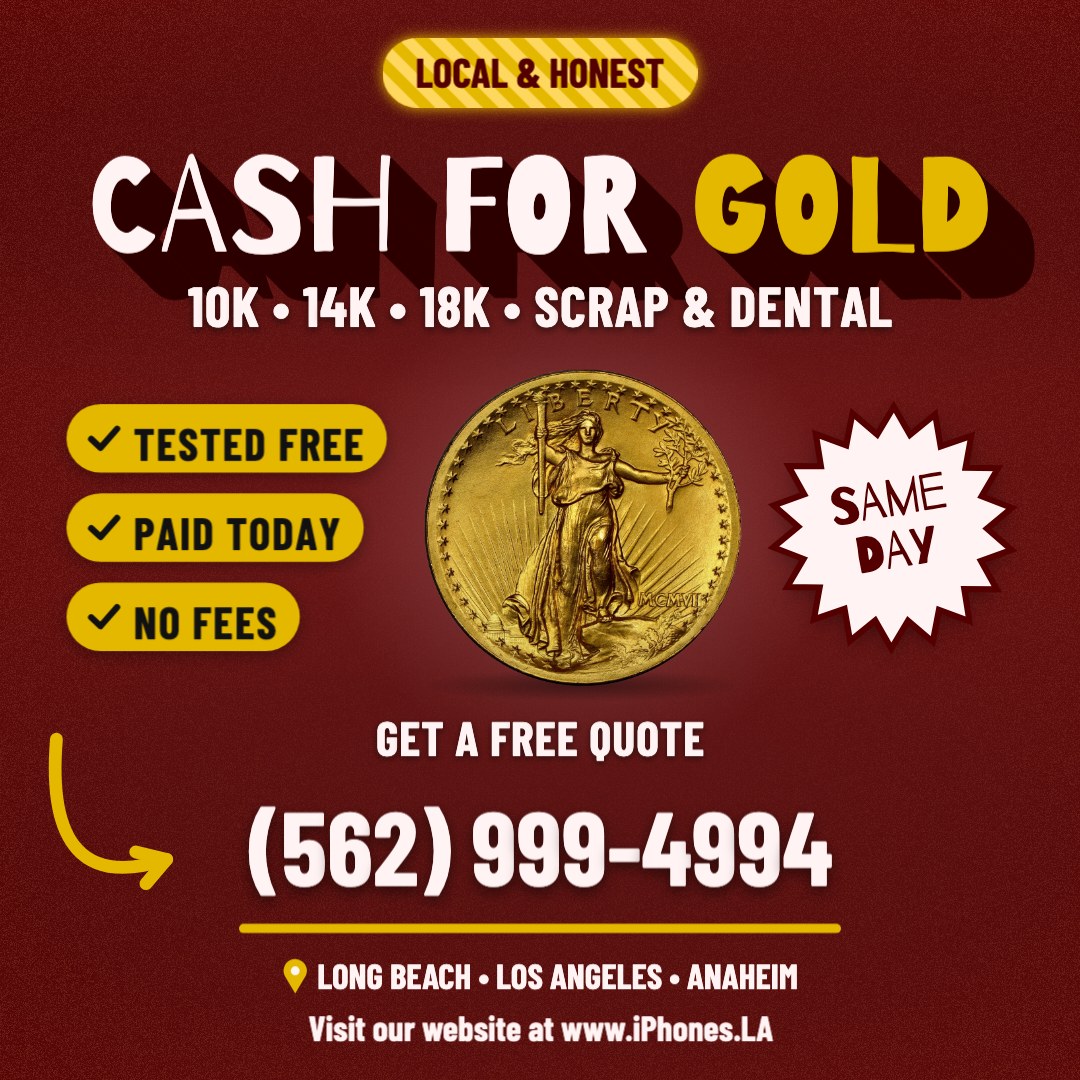 LOCAL & HONEST
CASH FOR GOLD
10K • 14K • 18K • SCRAP & DENTAL
LIBERTY
TESTED FREE
PAID TODAY
NO FEES
MCMVII
SAME
DAY
GET A FREE QUOTE
(562) 999-4994
LONG BEACH • LOS ANGELES • ANAHEIM
Visit our website at www.iPhones.LA